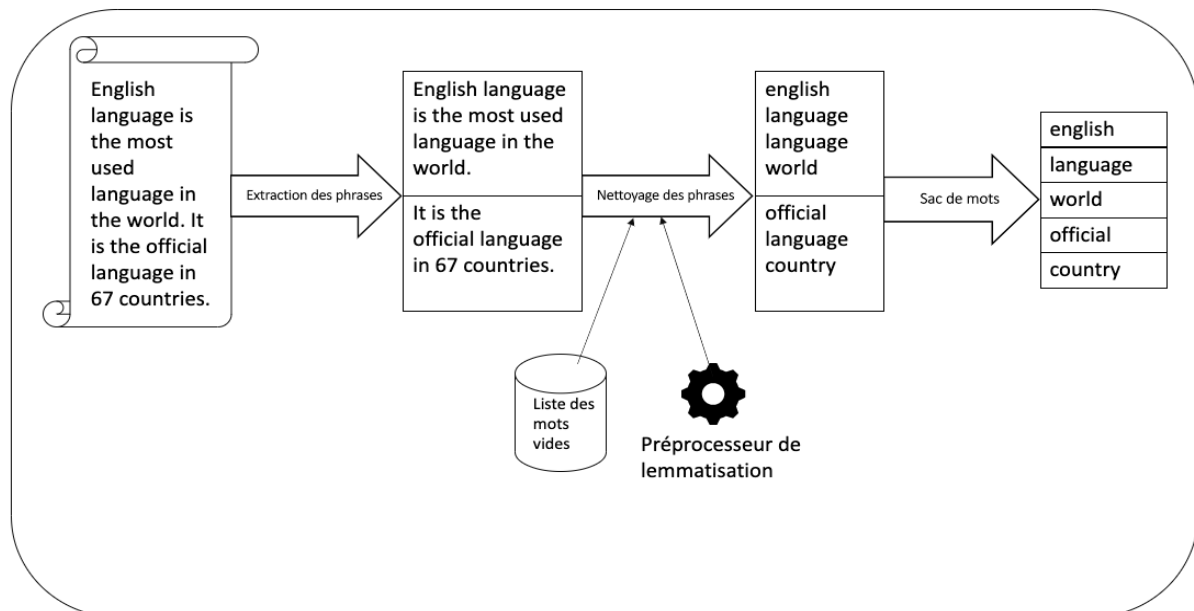 English
language is
the most
used
language in
the world. It
is the official
language in
67 countries.
Extraction des phrases
English language
is the most used
language in the
world.
It is the
official language
in 67 countries.
Nettoyage des phrases
english
language
language
world
official
language
country
Sac de mots
english
language
world
official
country
Liste des
mots
vides
Préprocesseur de
lemmatisation